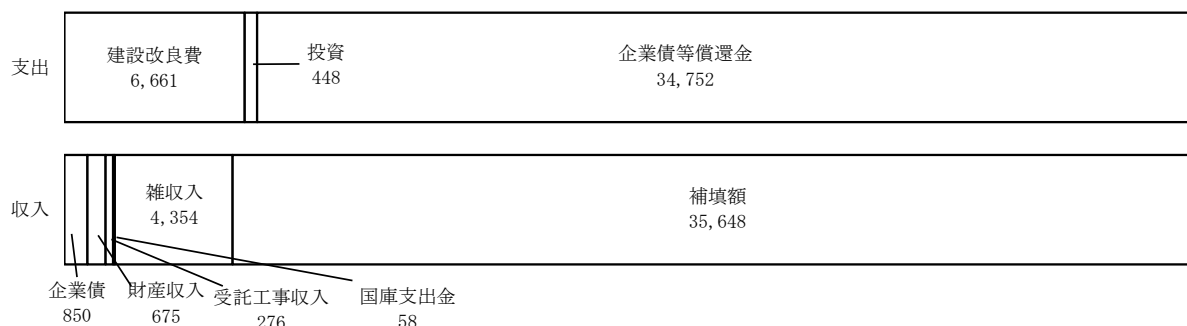 支出
建設改良費
6,661
投資
448
企業債等償還金
34,752
収入
雑収入
4,354
補填額
35,648
企業債
850
財産収入
675
受託工事収入
276
国庫支出金
58